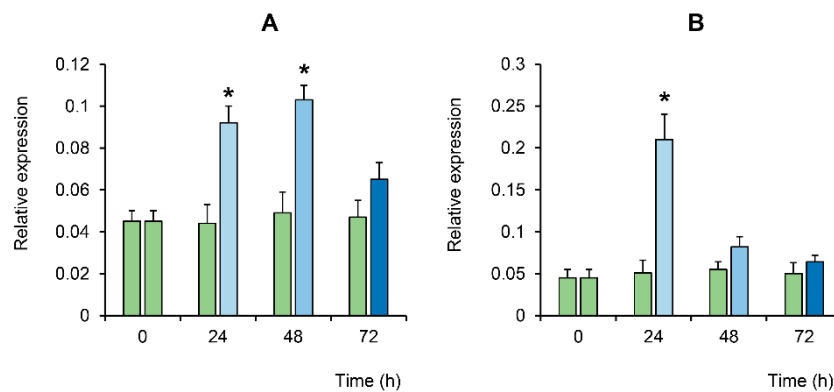 A
Relative expression
0.12
0.1
0.08
0.06
0.04
0.02
0
*
*
0 24 48 72
Time (h)
B
Relative expression
0.3
0.25
0.2
0.15
0.1
0.05
0
*
0 24 48 72
Time (h)